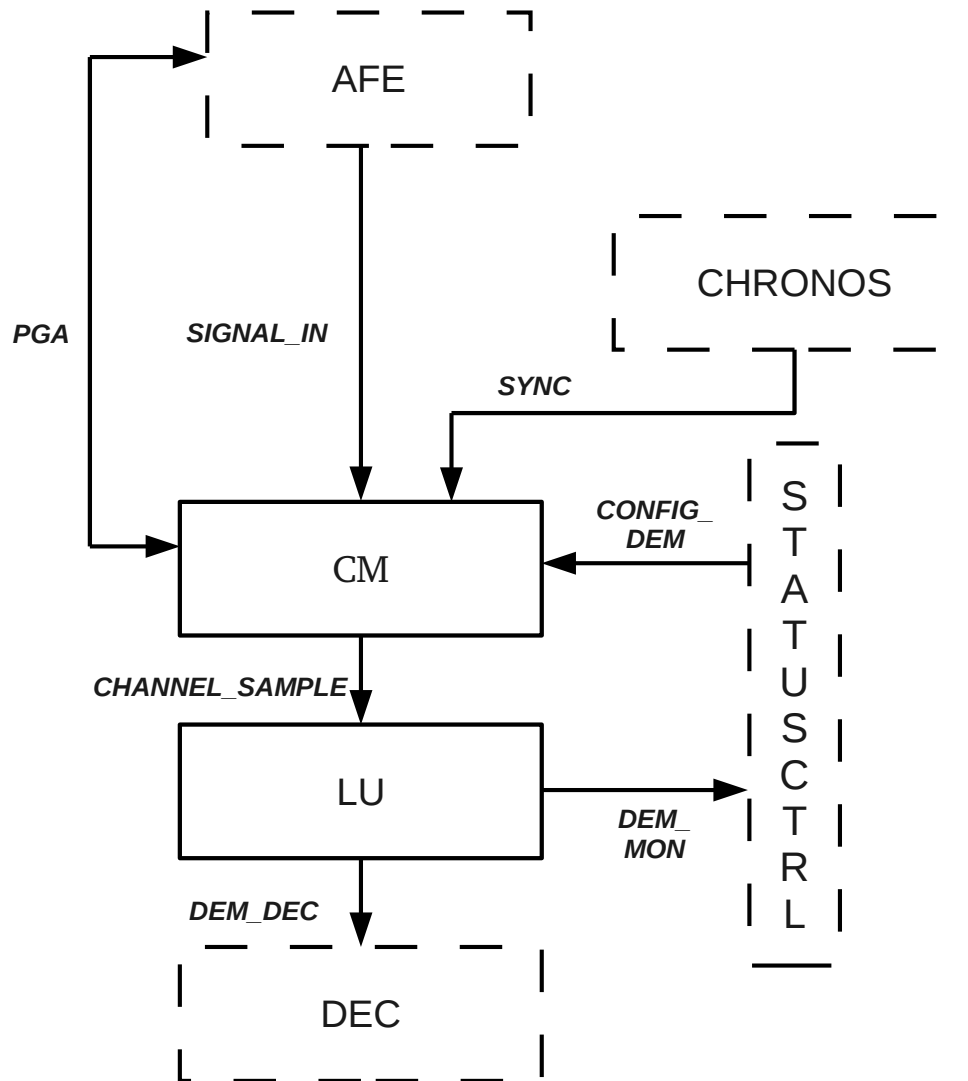 AFE
CHRONOS
PGA
SIGNAL_IN
SYNC
CONFIG_
DEM
S
T
A
T
U
S
C
T
R
L
CM
CHANNEL_SAMPLE
LU
DEM_
MON
DEM_DEC
DEC